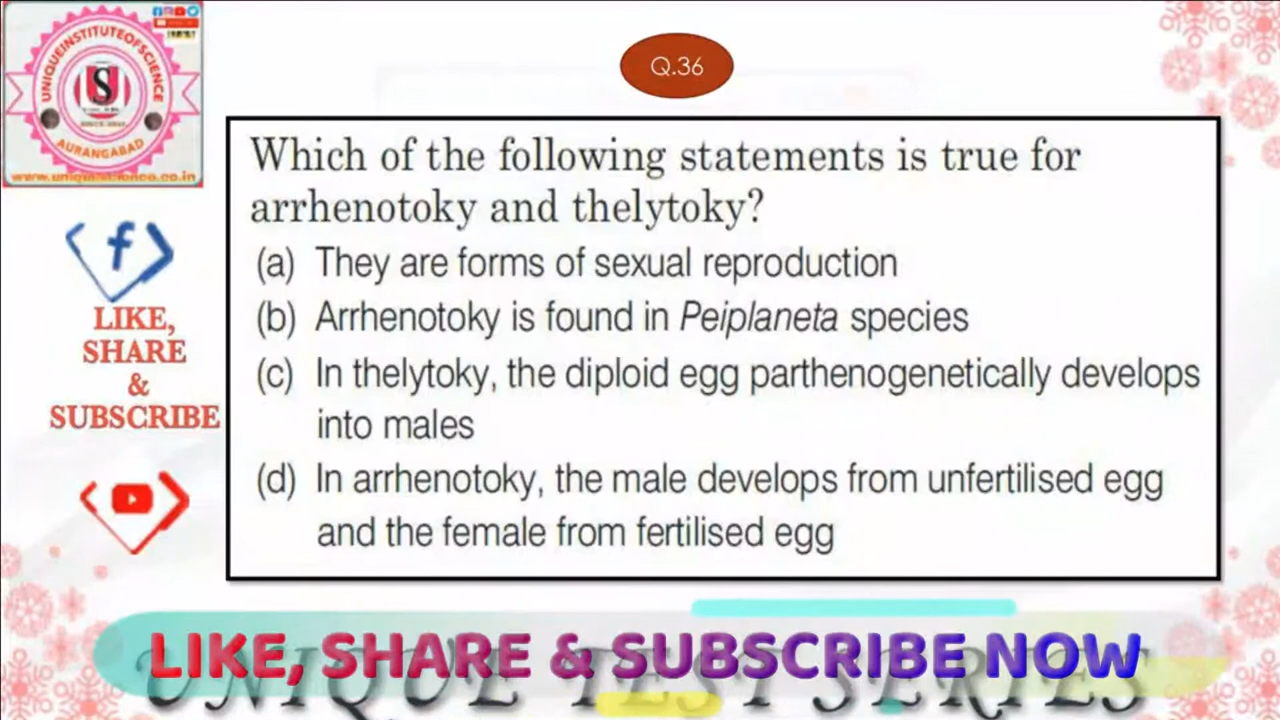 UNIQUE INSTITUTE OF SCIENCE
S
AURANGABAD
Q.36
Which of the following statements is true for
arrhenotoky and thelytoky?
(a) They are forms of sexual reproduction
(b) Arrhenotoky is found in Peiplaneta species
(c) In thelytoky, the diploid egg parthenogenetically develops
into males
(d) In arrhenotoky, the male develops from unfertilised egg
and the female from fertilised egg
LIKE,
SHARE
&
SUBSCRIBE
LIKE, SHARE & SUBSCRIBE NOW
UNIQUE TEST SERIES